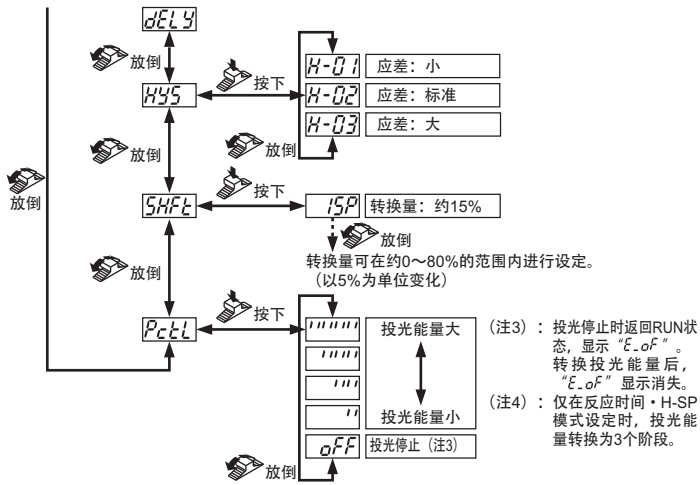 dELY
放倒
HYS
按下
H-01 应差：小
H-02 应差：标准
H-03 应差：大
放倒
放倒
放倒
SHFt
按下
15P 转换量：约15%
放倒
转换量可在约0～80%的范围内进行设定。
（以5%为单位变化）
放倒
PctL
按下
投光能量大
投光能量小
oFF 投光停止（注3）
放倒
（注3）：投光停止时返回RUN状
态，显示“E_oF”。
转换投光能量后，
“E_oF”显示消失。
（注4）：仅在反应时间・H-SP
模式设定时，投光能
量转换为3个阶段。